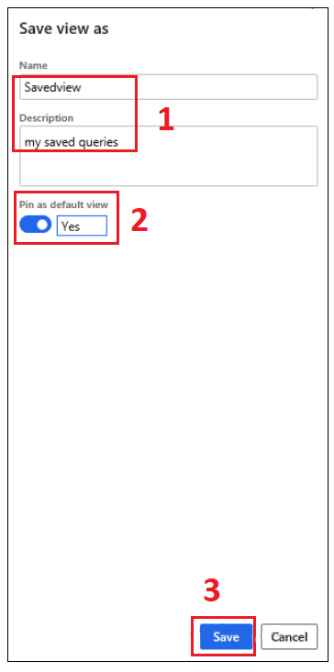 Save view as
Name
Savedview
1
Description
my saved queries
Pin as default view
Yes
2
3
Save
Cancel